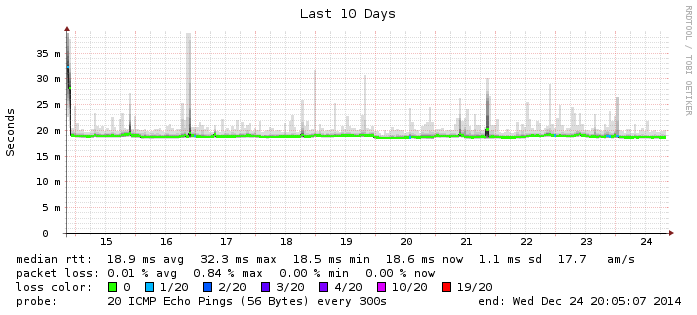 Last 10 Days
RRDTOOL / TOBI OETIKER
Seconds
35 m
30 m
25 m
20 m
15 m
10 m
5 m
0
15 16 17 18 19 20 21 22 23 24
median rtt: 18.9 ms avg 32.3 ms max 18.5 ms min 18.6 ms now 1.1 ms sd 17.7 am/s
packet loss: 0.01 % avg 0.84 % max 0.00 % min 0.00 % now
loss color: 0 1/20 2/20 3/20 4/20 10/20 19/20
probe: 20 ICMP Echo Pings (56 Bytes) every 300s end: Wed Dec 24 20:05:07 2014